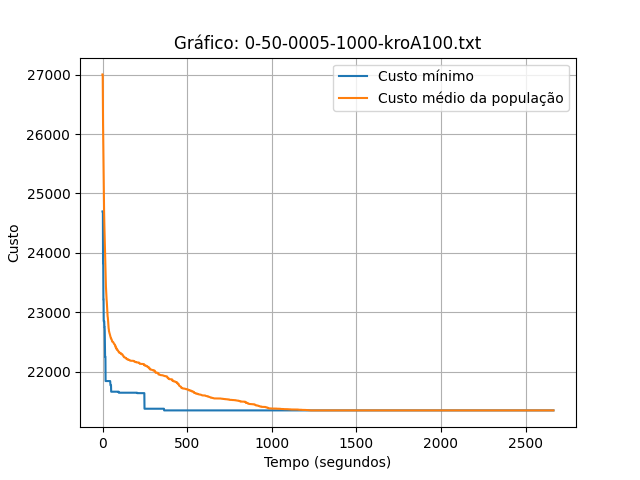 Gráfico: 0-50-0005-1000-kroA100.txt
Custo mínimo
Custo médio da população
27000
26000
25000
24000
23000
22000
Custo
0
500
1000
1500
2000
2500
Tempo (segundos)